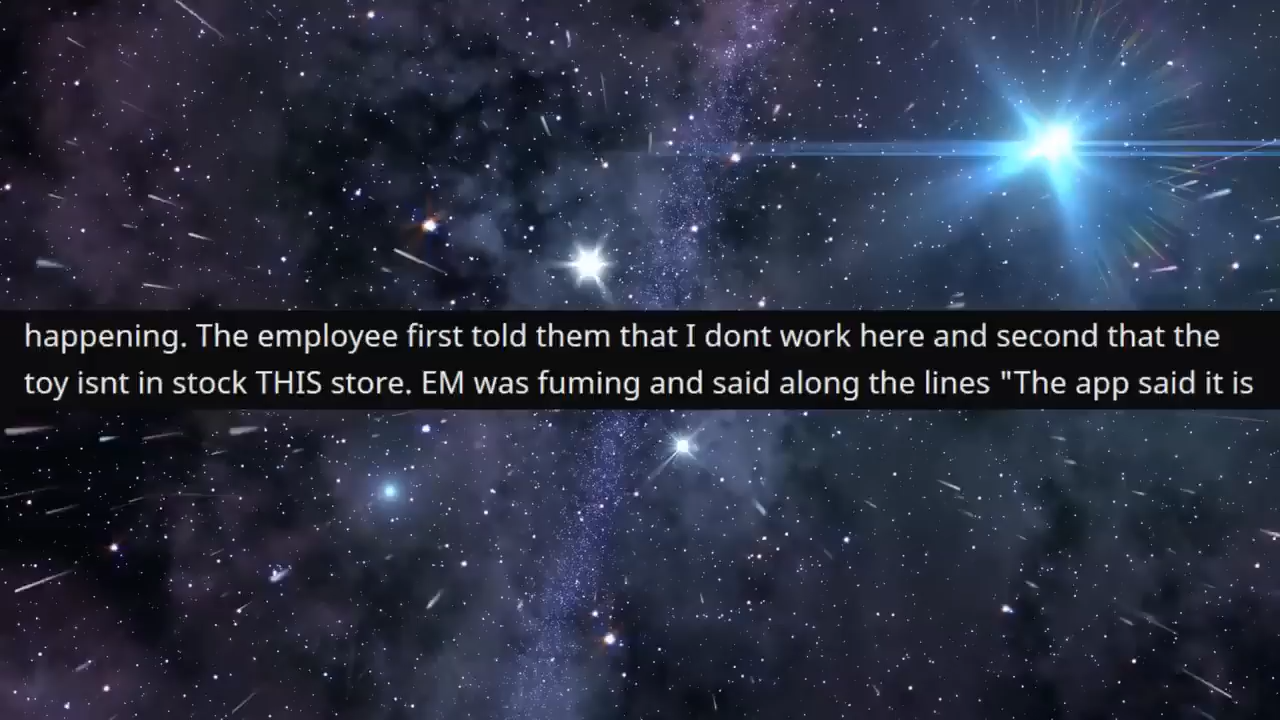 happening. The employee first told them that I dont work here and second that the
toy isnt in stock THIS store. EM was fuming and said along the lines "The app said it is